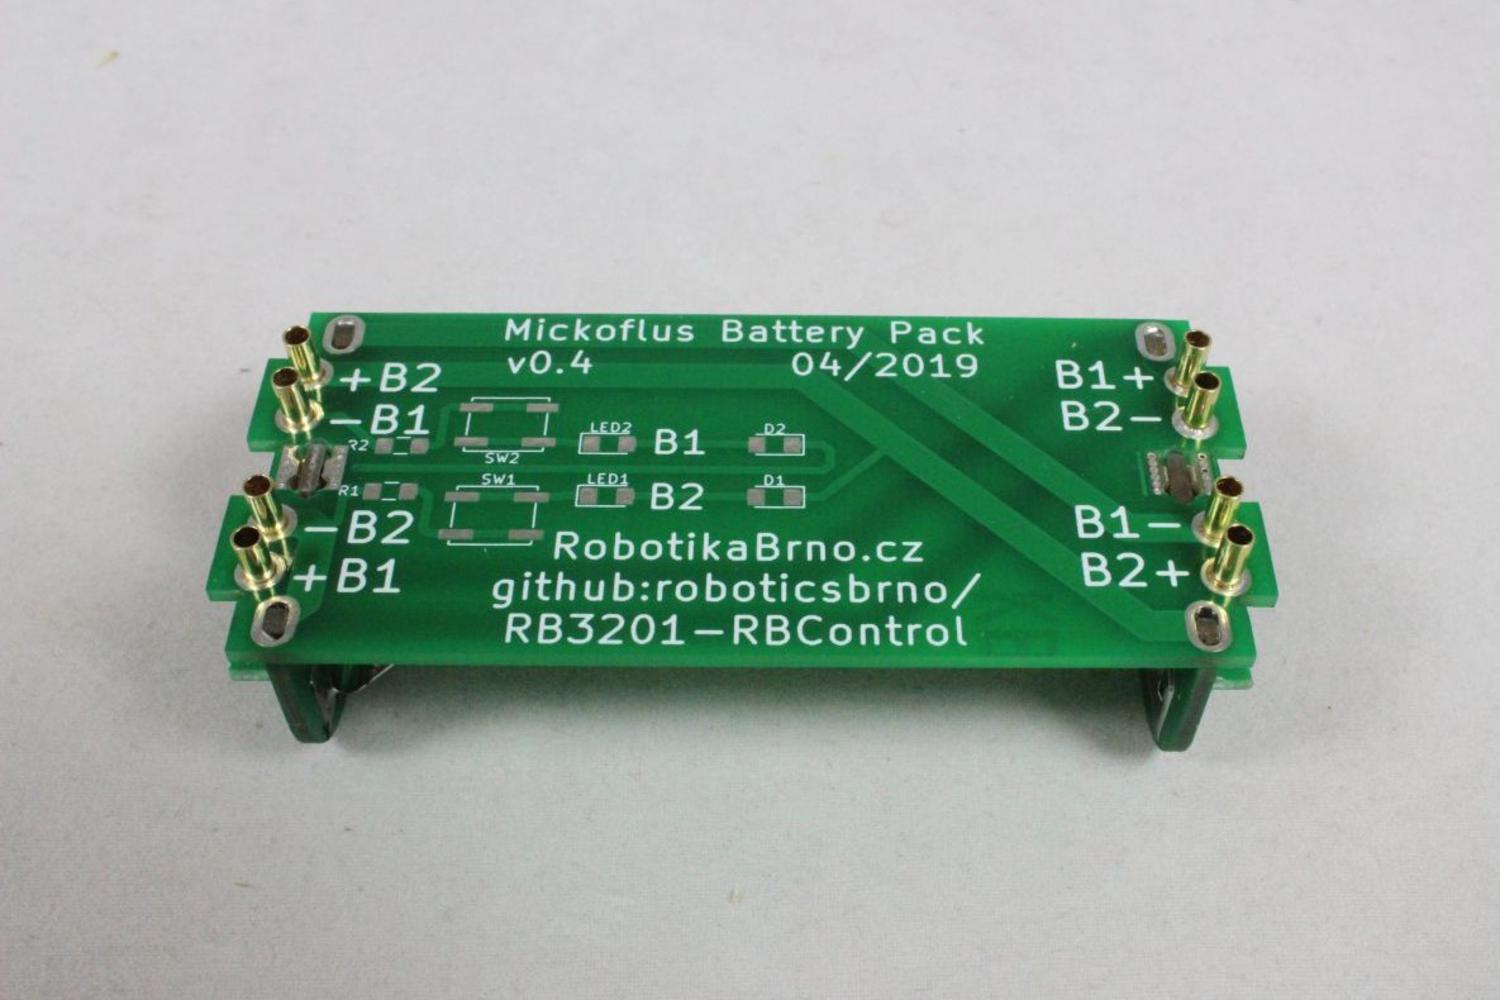 Mickoflus Battery Pack
v0.4 04/2019
+B2
-B1
R2
SW2
LED2
B1
D2
B1+
B2-
R1
SW1
LED1
B2
D1
-B2
+B1
B1-
B2+
RobotikaBrno.cz
github:roboticsbrno/
RB3201-RBControl